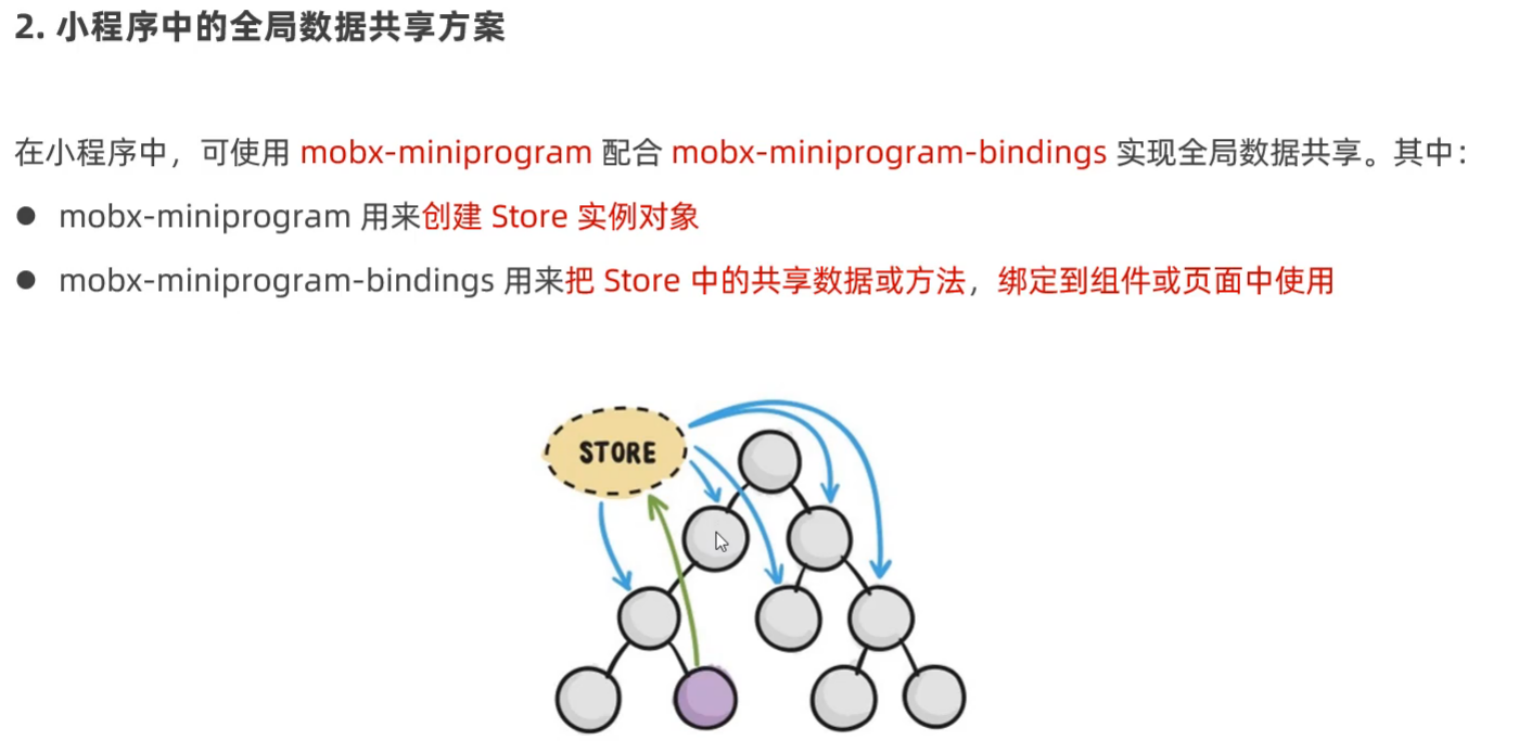 2. 小程序中的全局数据共享方案
在小程序中，可使用 mobx-miniprogram 配合 mobx-miniprogram-bindings 实现全局数据共享。其中：
● mobx-miniprogram 用来创建 Store 实例对象
● mobx-miniprogram-bindings 用来把 Store 中的共享数据或方法，绑定到组件或页面中使用
STORE